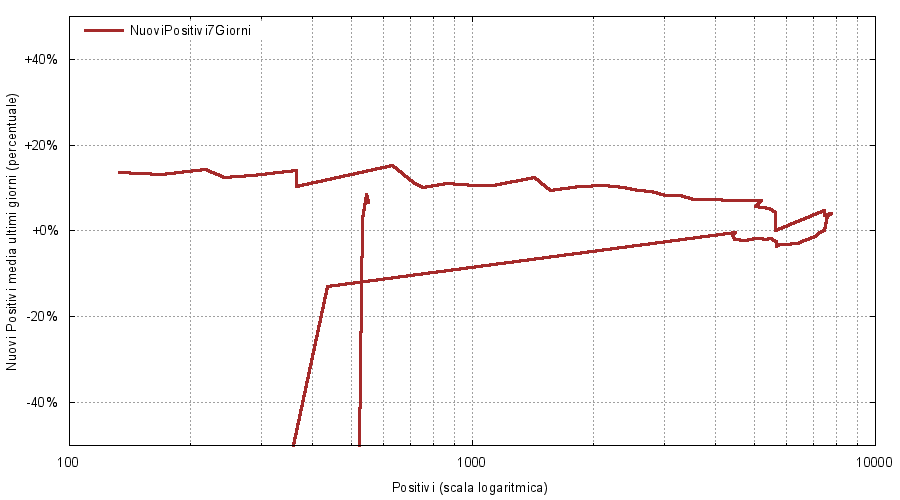 NuoviPositivi7Giorni
+40%
+20%
+0%
-20%
-40%
Nuovi Positivi media ultimi giorni (percentuale)
100
1000
10000
Positivi (scala logaritmica)